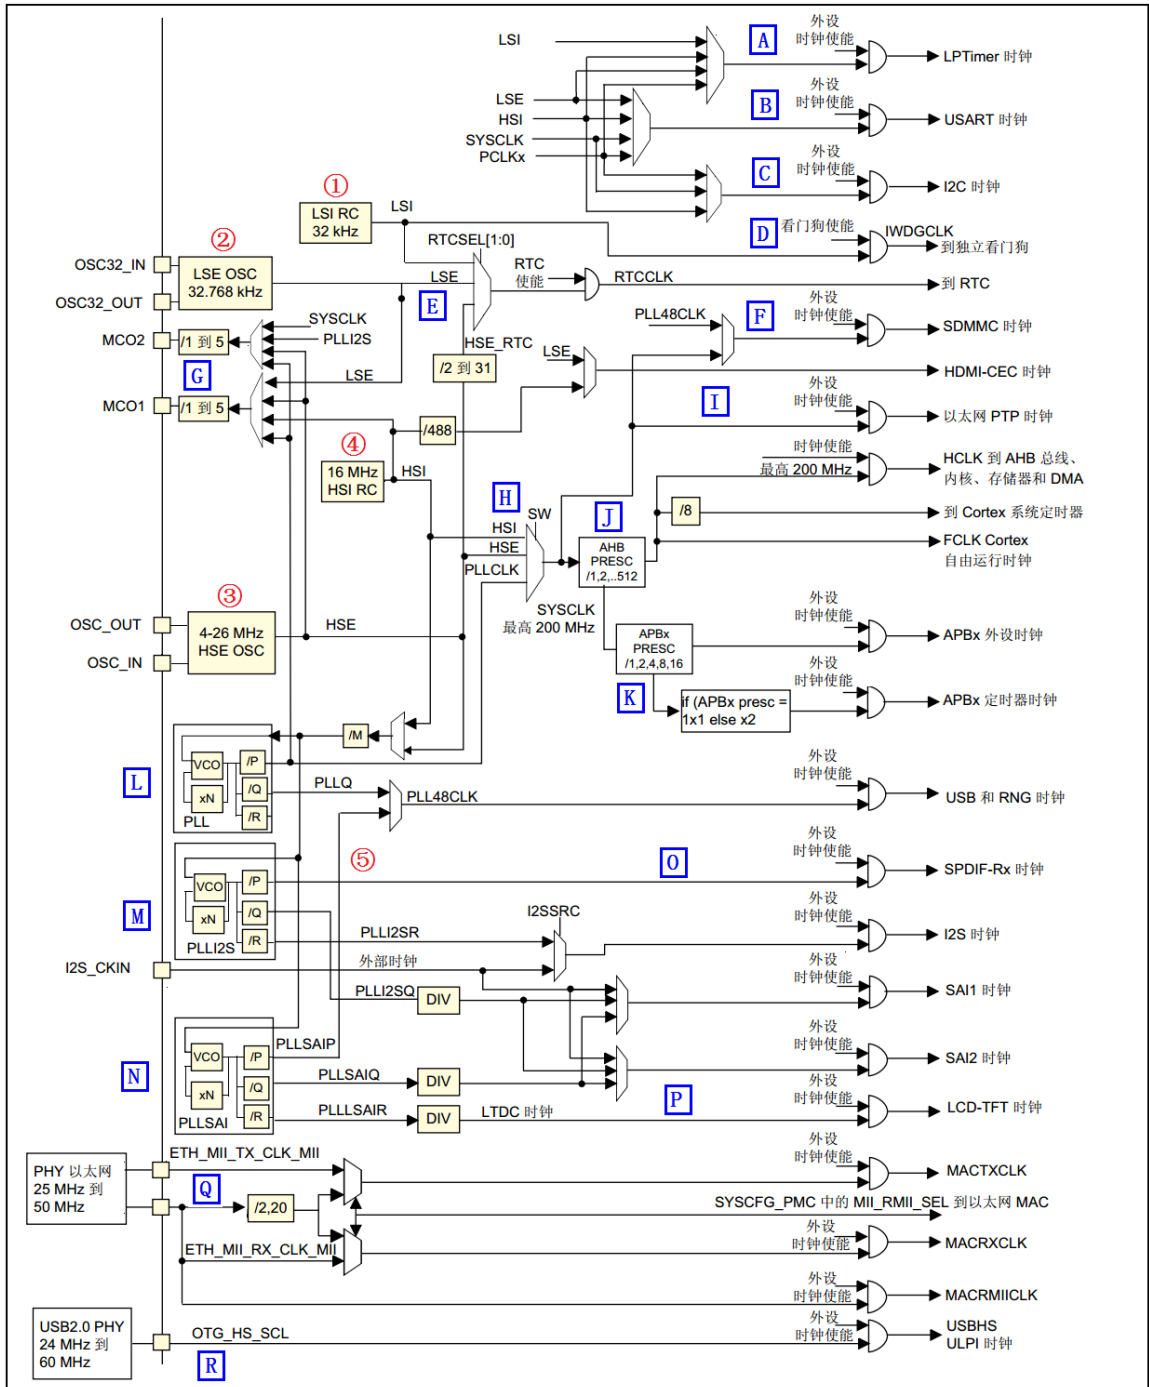 LSI
A
外设
时钟使能
LPTimer 时钟
LSE
HSI
SYSCLK
PCLKx
B
外设
时钟使能
USART 时钟
C
外设
时钟使能
I2C 时钟
①
LSI RC
32 kHz
LSI
D
看门狗使能
IWDGCLK
到独立看门狗
RTCSEL[1:0]
②
OSC32_IN
OSC32_OUT
LSE OSC
32.768 kHz
LSE
E
RTC
使能
RTCCLK
到 RTC
MCO2
/1 到 5
SYSCLK
PLLI2S
G
HSE_RTC
/2 到 31
LSE
PLL48CLK
F
外设
时钟使能
SDMMC 时钟
HDMI-CEC 时钟
LSE
MCO1
/1 到 5
/488
I
外设
时钟使能
以太网 PTP 时钟
④
16 MHz
HSI RC
HSI
时钟使能
最高 200 MHz
HCLK 到 AHB 总线、
内核、存储器和 DMA
H
SW
HSI
HSE
PLLCLK
J
AHB
PRESC
/1,2,..512
/8
到 Cortex 系统定时器
FCLK Cortex
自由运行时钟
SYSCLK
最高 200 MHz
③
OSC_OUT
OSC_IN
4-26 MHz
HSE OSC
HSE
APBx
PRESC
/1,2,4,8,16
外设
时钟使能
APBx 外设时钟
K
if (APBx presc =
1x1 else x2
外设
时钟使能
APBx 定时器时钟
/M
L
VCO
xN
/P
/Q
/R
PLL
PLLQ
PLL48CLK
外设
时钟使能
USB 和 RNG 时钟
⑤
M
VCO
xN
/P
/Q
/R
PLLI2S
O
外设
时钟使能
SPDIF-Rx 时钟
I2SSRC
PLLI2SR
外设
时钟使能
I2S 时钟
I2S_CKIN
外部时钟
PLLI2SQ
DIV
外设
时钟使能
SAI1 时钟
N
VCO
xN
/P
/Q
/R
PLLSAI
PLLSAIP
PLLSAIQ
DIV
外设
时钟使能
SAI2 时钟
PLLLSAIR
DIV
LTDC 时钟
P
外设
时钟使能
LCD-TFT 时钟
PHY 以太网
25 MHz 到
50 MHz
ETH_MII_TX_CLK_MII
Q
/2,20
外设
时钟使能
MACTXCLK
SYSCFG_PMC 中的 MII_RMII_SEL 到以太网 MAC
ETH_MII_RX_CLK_MII
外设
时钟使能
MACRXCLK
外设
时钟使能
MACRMIICLK
USB2.0 PHY
24 MHz 到
60 MHz
OTG_HS_SCL
R
外设
时钟使能
USBHS
ULPI 时钟